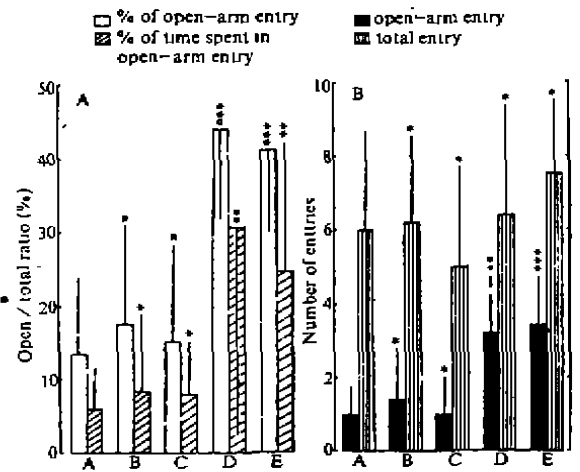 % of open-arm entry
% of time spent in
open-arm entry
open-arm entry
total entry
A
50
40
30
20
10
0
Open / total ratio (%)
*** ** *** **
* * * *
A B C D E
B
10
8
6
4
2
0
Number of entries
* * * *
* * ** ***
A B C D E